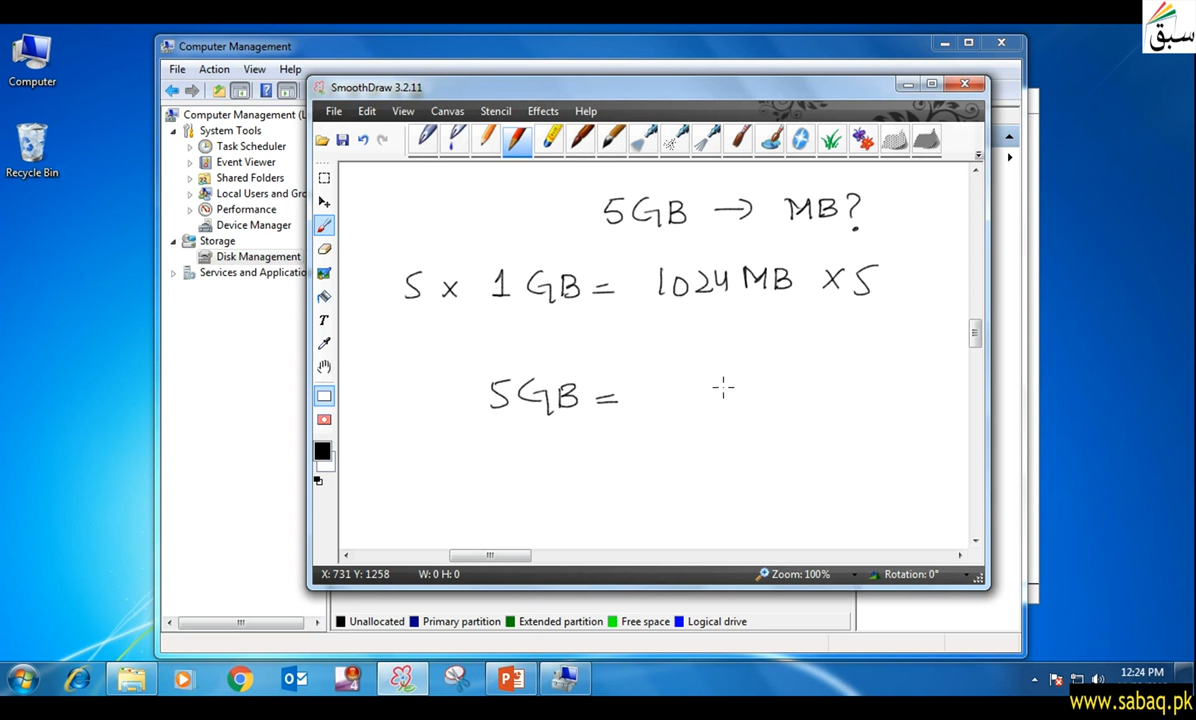 سبق
Computer
Recycle Bin
Computer Management
File Action View Help
Computer Management (L
System Tools
Task Scheduler
Event Viewer
Shared Folders
Local Users and Gro
Performance
Device Manager
Storage
Disk Management
Services and Applicatio
SmoothDraw 3.2.11
File Edit View Canvas Stencil Effects Help
5GB → MB?
5 × 1 GB = 1024 MB × 5
5GB =
X: 731 Y: 1258 W: 0 H: 0 Zoom: 100% Rotation: 0°
Unallocated Primary partition Extended partition Free space Logical drive
12:24 PM
www.sabaq.pk